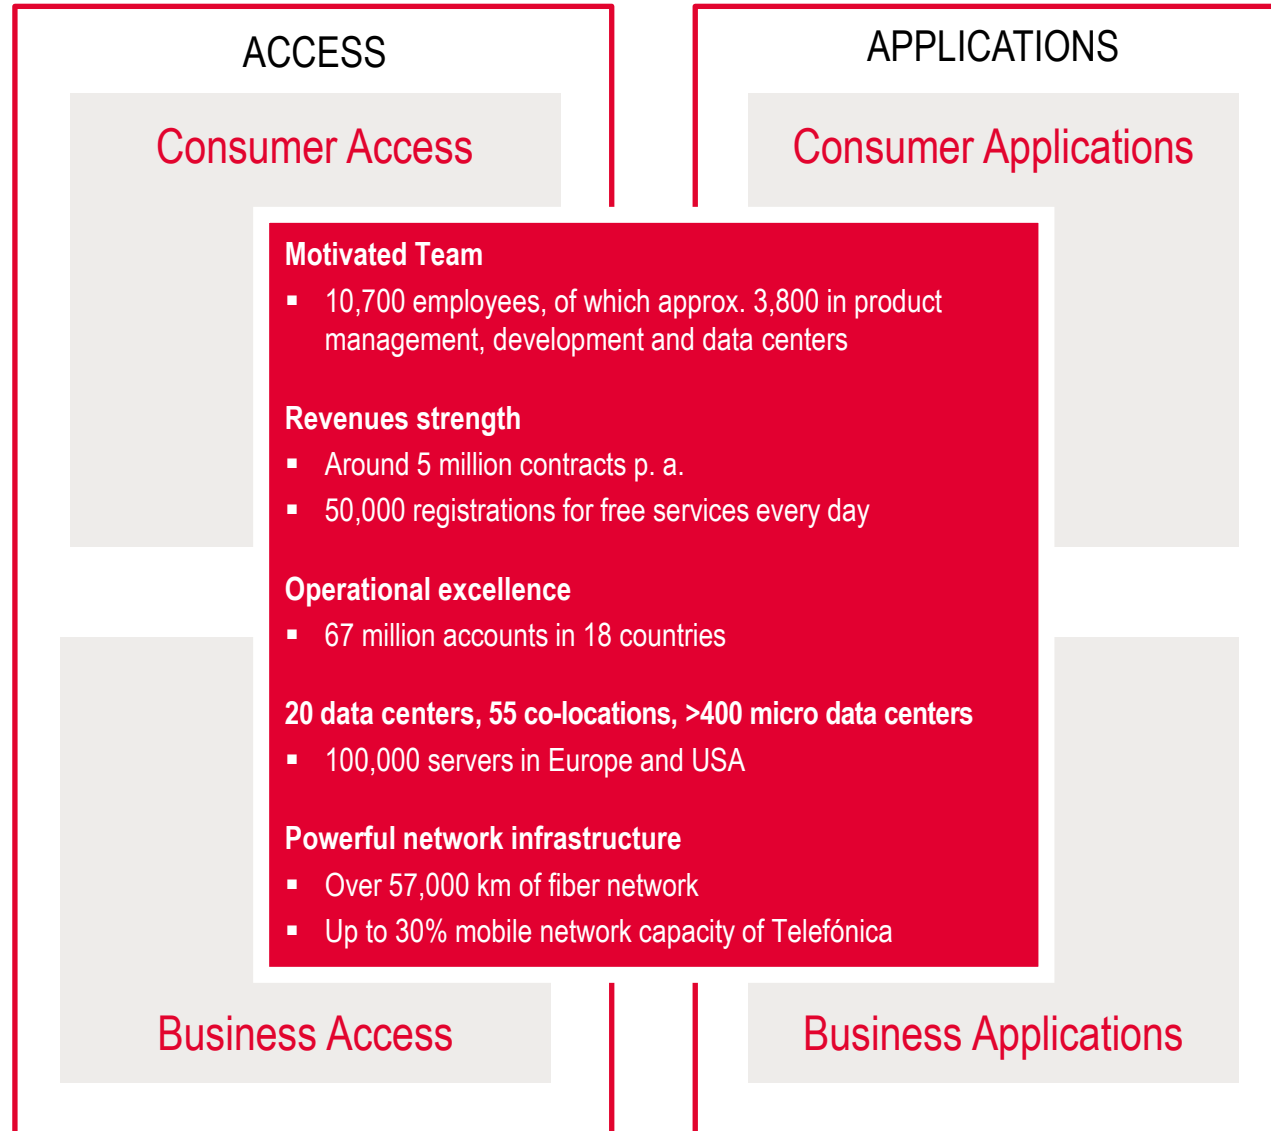 ACCESS
APPLICATIONS
Consumer Access
Consumer Applications
Motivated Team
▪ 10,700 employees, of which approx. 3,800 in product
management, development and data centers
Revenues strength
▪ Around 5 million contracts p. a.
▪ 50,000 registrations for free services every day
Operational excellence
▪ 67 million accounts in 18 countries
20 data centers, 55 co-locations, >400 micro data centers
▪ 100,000 servers in Europe and USA
Powerful network infrastructure
▪ Over 57,000 km of fiber network
▪ Up to 30% mobile network capacity of Telefónica
Business Access
Business Applications